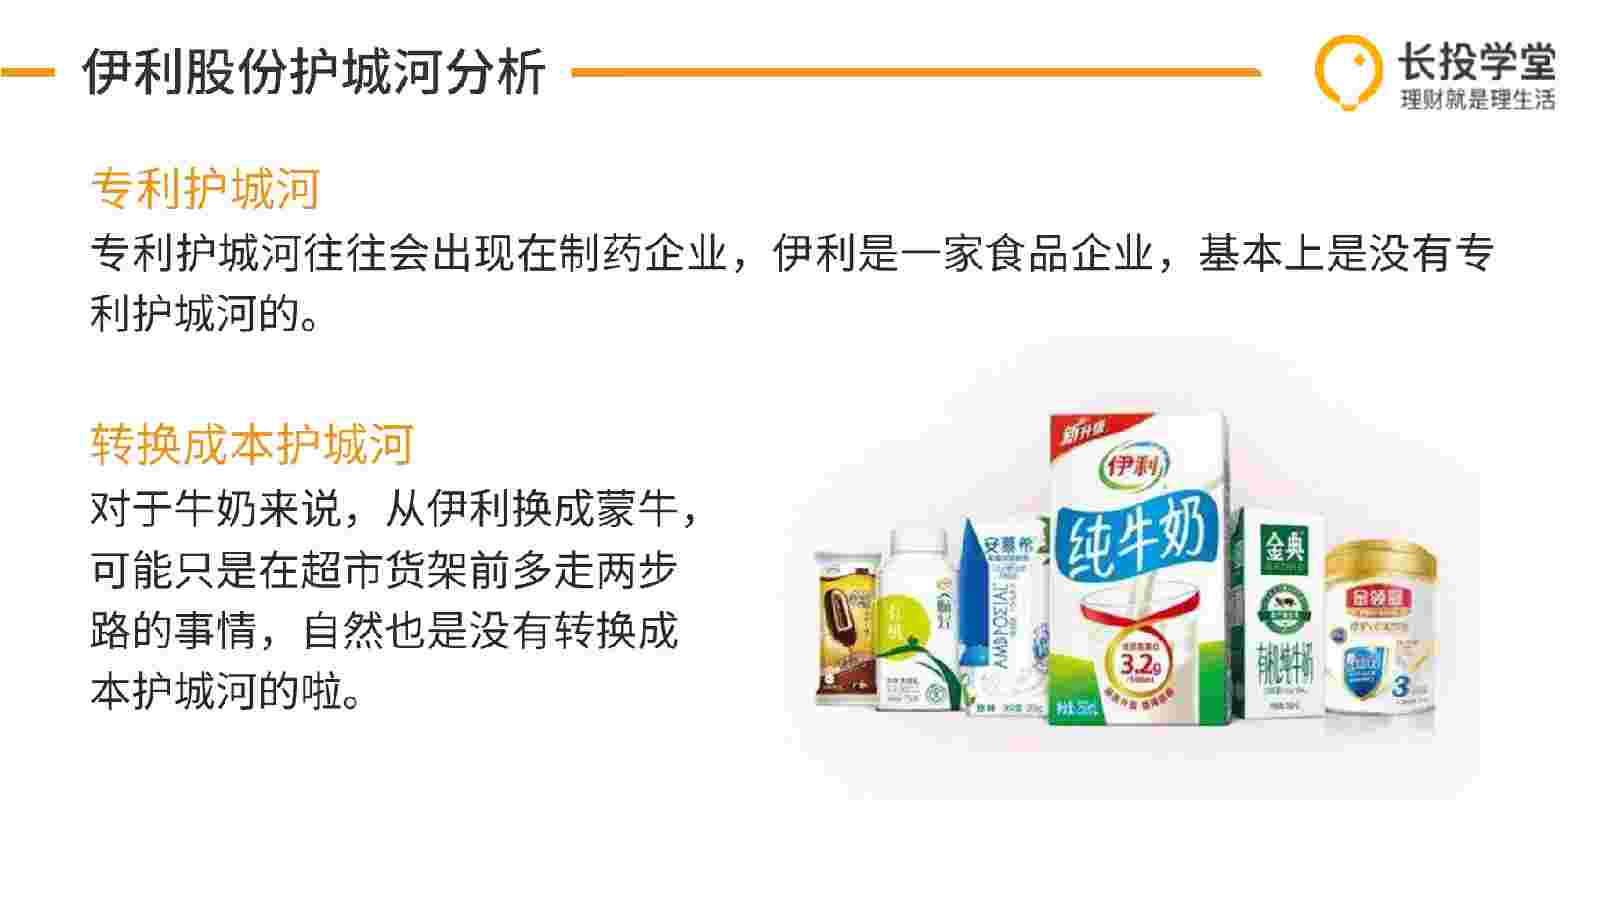 伊利股份护城河分析
长投学堂
理财就是理生活
专利护城河
专利护城河往往会出现在制药企业，伊利是一家食品企业，基本上是没有专
利护城河的。
转换成本护城河
对于牛奶来说，从伊利换成蒙牛，
可能只是在超市货架前多走两步
路的事情，自然也是没有转换成
本护城河的啦。
新升级
伊利
纯牛奶
3.2g
安慕希
AMBPOSIAL
原味
有机
金典
有机纯牛奶
金领冠
3